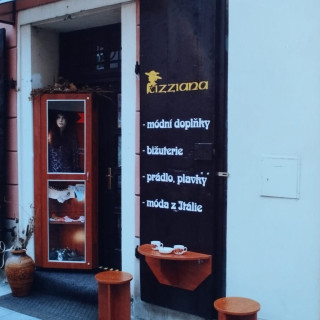 Rizziana
- módní doplňky
- bižuterie
- prádlo, plavky
- móda z Itálie